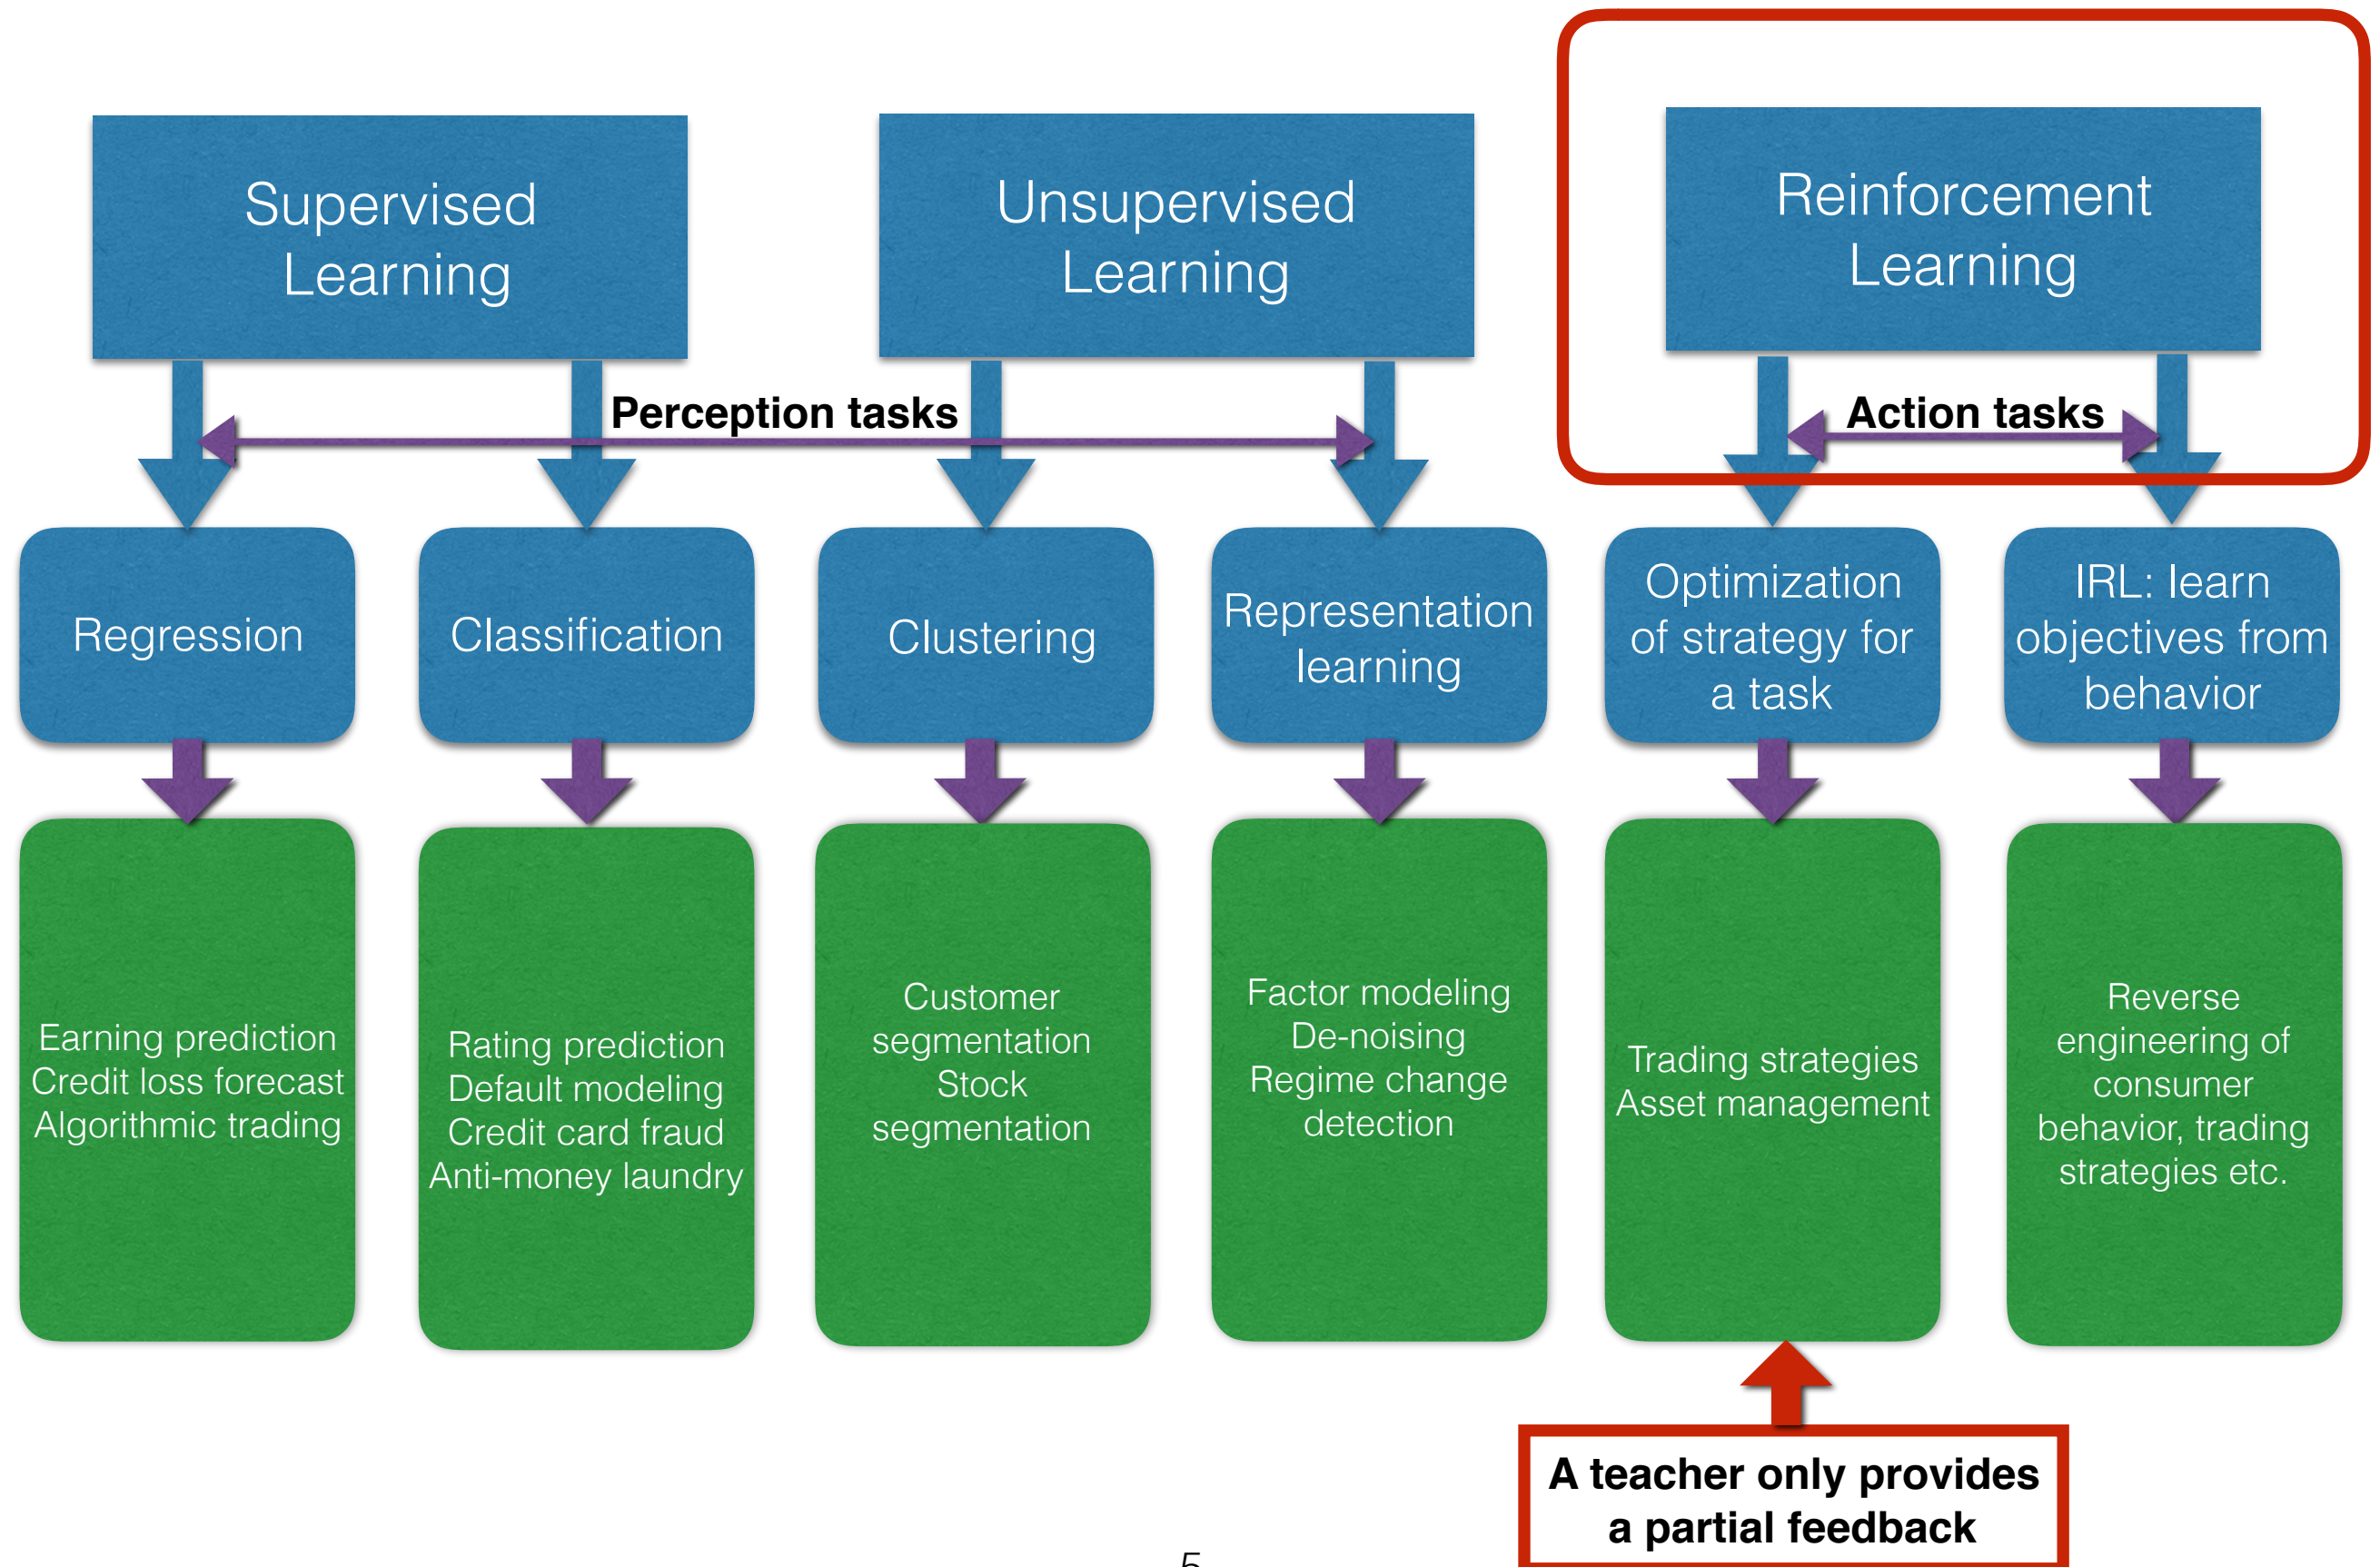 Supervised
Learning
Unsupervised
Learning
Reinforcement
Learning
Perception tasks
Action tasks
Regression
Classification
Clustering
Representation
learning
Optimization
of strategy for
a task
IRL: learn
objectives from
behavior
Earning prediction
Credit loss forecast
Algorithmic trading
Rating prediction
Default modeling
Credit card fraud
Anti-money laundry
Customer
segmentation
Stock
segmentation
Factor modeling
De-noising
Regime change
detection
Trading strategies
Asset management
Reverse
engineering of
consumer
behavior, trading
strategies etc.
A teacher only provides
a partial feedback
5